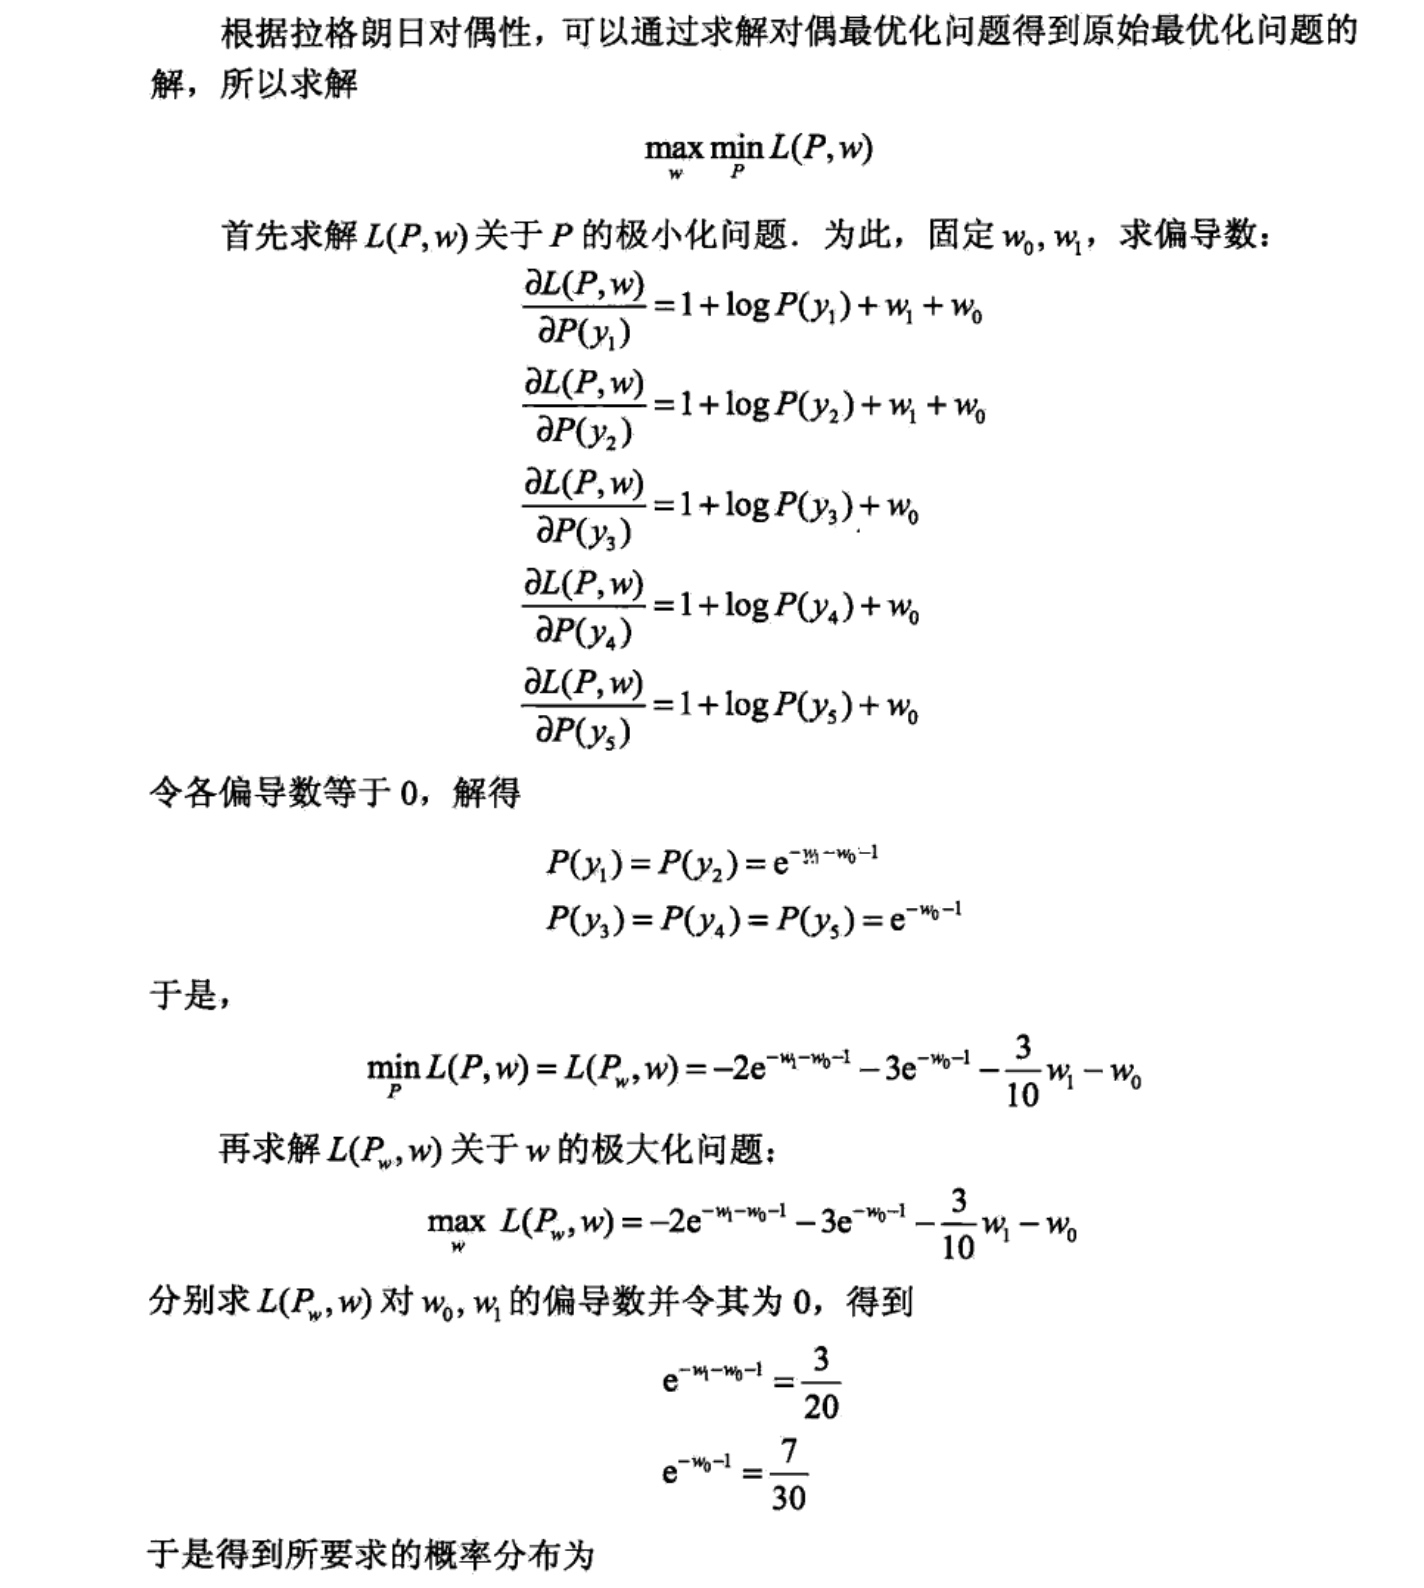 根据拉格朗日对偶性，可以通过求解对偶最优化问题得到原始最优化问题的
解，所以求解
$$\max_{w} \min_{P} L(P,w)$$
首先求解 $L(P,w)$ 关于 $P$ 的极小化问题．为此，固定 $w_0, w_1$，求偏导数：
$$\frac{\partial L(P,w)}{\partial P(y_1)} = 1 + \log P(y_1) + w_1 + w_0$$
$$\frac{\partial L(P,w)}{\partial P(y_2)} = 1 + \log P(y_2) + w_1 + w_0$$
$$\frac{\partial L(P,w)}{\partial P(y_3)} = 1 + \log P(y_3) + w_0$$
$$\frac{\partial L(P,w)}{\partial P(y_4)} = 1 + \log P(y_4) + w_0$$
$$\frac{\partial L(P,w)}{\partial P(y_5)} = 1 + \log P(y_5) + w_0$$
令各偏导数等于 0，解得
$$P(y_1) = P(y_2) = e^{-w_1-w_0-1}$$
$$P(y_3) = P(y_4) = P(y_5) = e^{-w_0-1}$$
于是，
$$\min_{P} L(P,w) = L(P_w,w) = -2e^{-w_1-w_0-1} - 3e^{-w_0-1} - \frac{3}{10}w_1 - w_0$$
再求解 $L(P_w,w)$ 关于 $w$ 的极大化问题：
$$\max_{w} L(P_w,w) = -2e^{-w_1-w_0-1} - 3e^{-w_0-1} - \frac{3}{10}w_1 - w_0$$
分别求 $L(P_w,w)$ 对 $w_0, w_1$ 的偏导数并令其为 0，得到
$$e^{-w_1-w_0-1} = \frac{3}{20}$$
$$e^{-w_0-1} = \frac{7}{30}$$
于是得到所要求的概率分布为